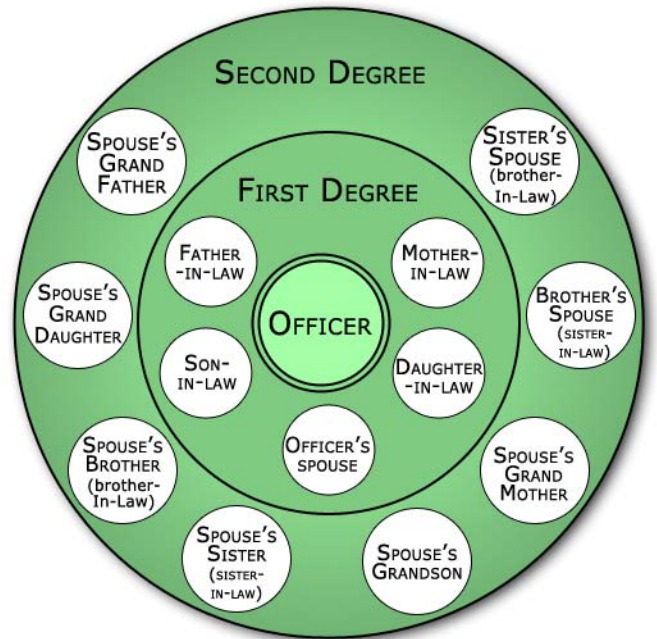 SECOND DEGREE
SPOUSE'S
GRAND
FATHER
SISTER'S
SPOUSE
(brother-
In-Law)
FIRST DEGREE
FATHER
-IN-LAW
MOTHER-
IN-LAW
SPOUSE'S
GRAND
DAUGHTER
OFFICER
BROTHER'S
SPOUSE
(SISTER-
IN-LAW)
SON-
IN-LAW
DAUGHTER
-IN-LAW
OFFICER'S
SPOUSE
SPOUSE'S
BROTHER
(brother-
In-Law)
SPOUSE'S
GRAND
MOTHER
SPOUSE'S
SISTER
(SISTER-
IN-LAW)
SPOUSE'S
GRANDSON